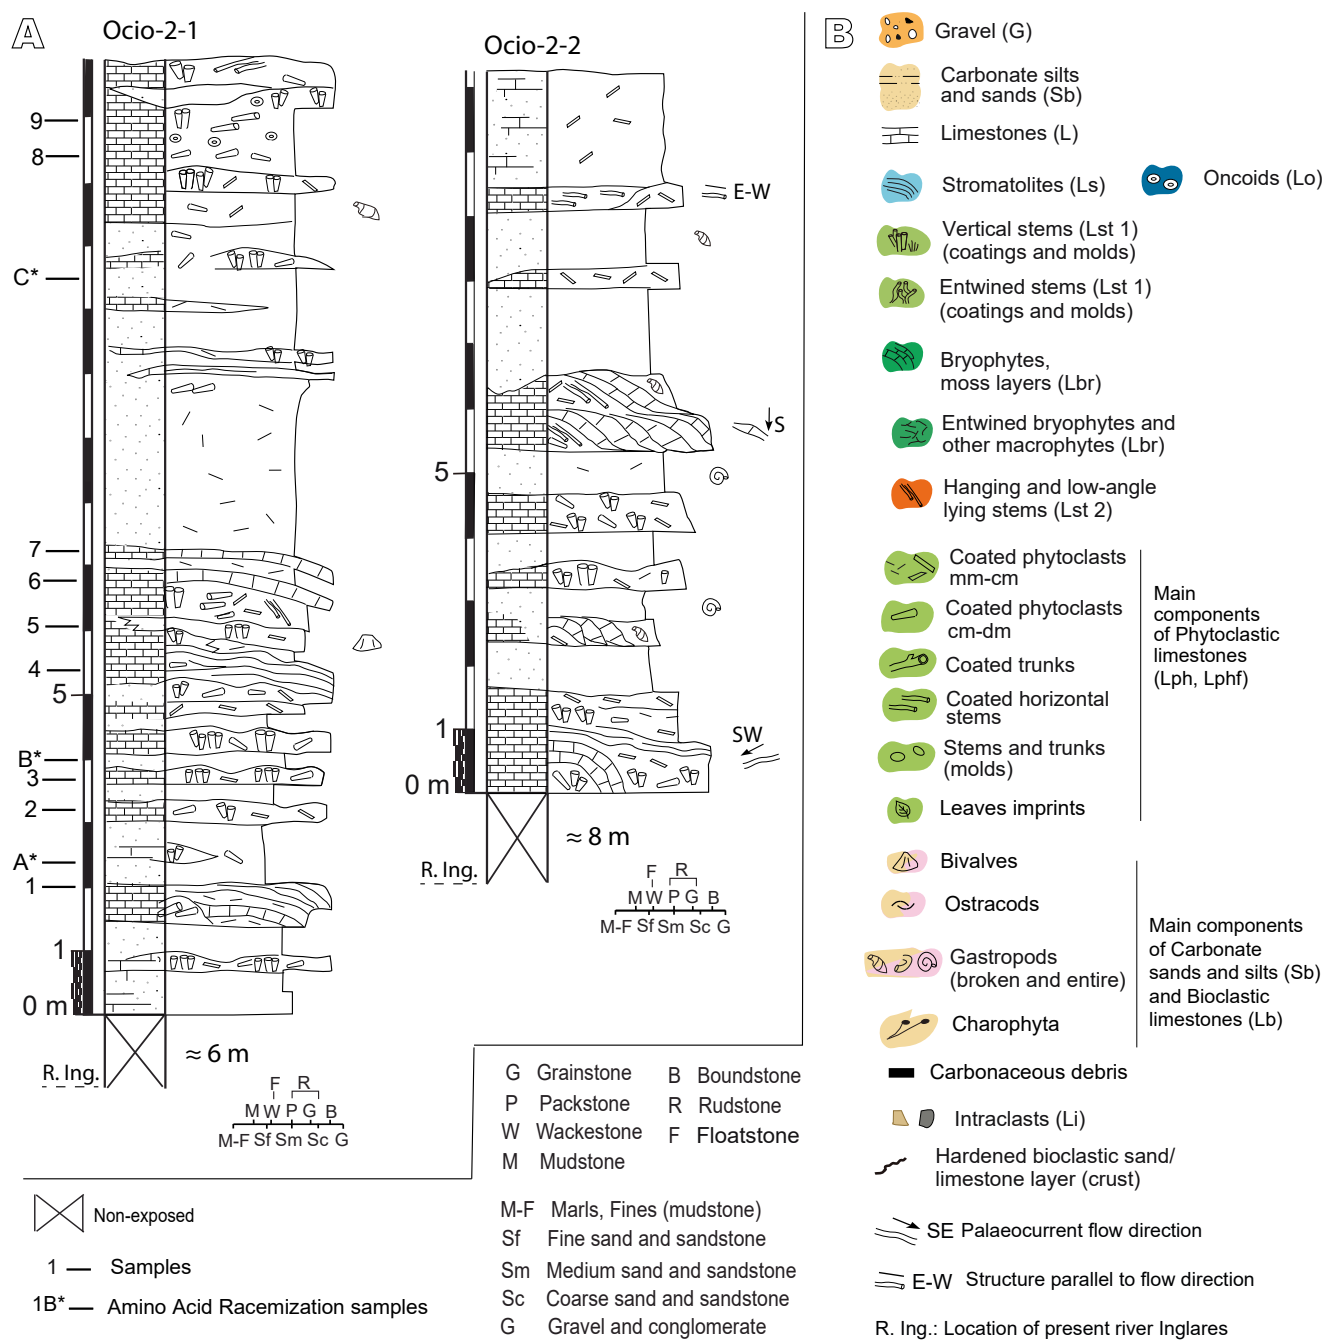 A
Ocio-2-1
9
8
C*
7
6
5
4
5
B*
3
2
A*
1
1
0 m
R. Ing.
≈ 6 m
F R
M W P G B
M-F Sf Sm Sc G
Ocio-2-2
E-W
S
5
SW
1
0 m
≈ 8 m
R. Ing.
F R
M W P G B
M-F Sf Sm Sc G
G Grainstone
P Packstone
W Wackestone
M Mudstone
B Boundstone
R Rudstone
F Floatstone
M-F Marls, Fines (mudstone)
Sf Fine sand and sandstone
Sm Medium sand and sandstone
Sc Coarse sand and sandstone
G Gravel and conglomerate
Non-exposed
1 Samples
1B* Amino Acid Racemization samples
B
Gravel (G)
Carbonate silts
and sands (Sb)
Limestones (L)
Stromatolites (Ls)
Oncoids (Lo)
Vertical stems (Lst 1)
(coatings and molds)
Entwined stems (Lst 1)
(coatings and molds)
Bryophytes,
moss layers (Lbr)
Entwined bryophytes and
other macrophytes (Lbr)
Hanging and low-angle
lying stems (Lst 2)
Coated phytoclasts
mm-cm
Coated phytoclasts
cm-dm
Coated trunks
Coated horizontal
stems
Stems and trunks
(molds)
Leaves imprints
Main
components
of Phytoclastic
limestones
(Lph, Lphf)
Bivalves
Ostracods
Gastropods
(broken and entire)
Charophyta
Main components
of Carbonate
sands and silts (Sb)
and Bioclastic
limestones (Lb)
Carbonaceous debris
Intraclasts (Li)
Hardened bioclastic sand/
limestone layer (crust)
SE Palaeocurrent flow direction
E-W Structure parallel to flow direction
R. Ing.: Location of present river Inglares